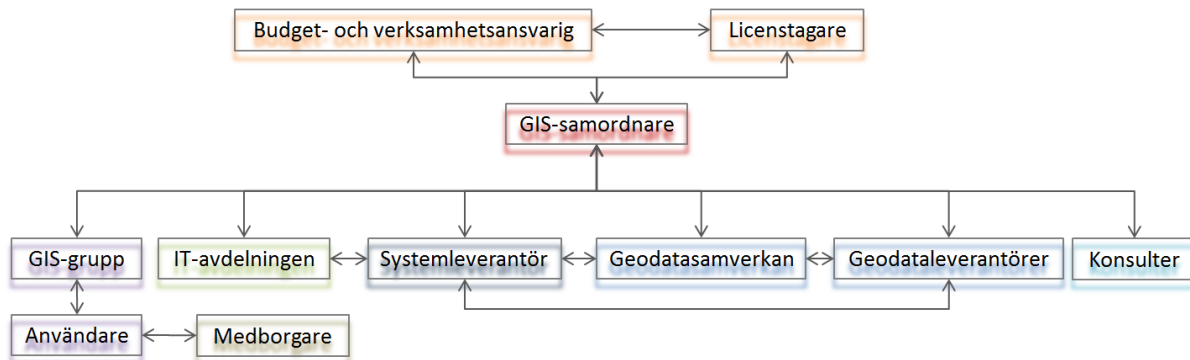 Budget- och verksamhetsansvarig
Licenstagare
GIS-samordnare
GIS-grupp
IT-avdelningen
Systemleverantör
Geodatasamverkan
Geodataleverantörer
Konsulter
Användare
Medborgare